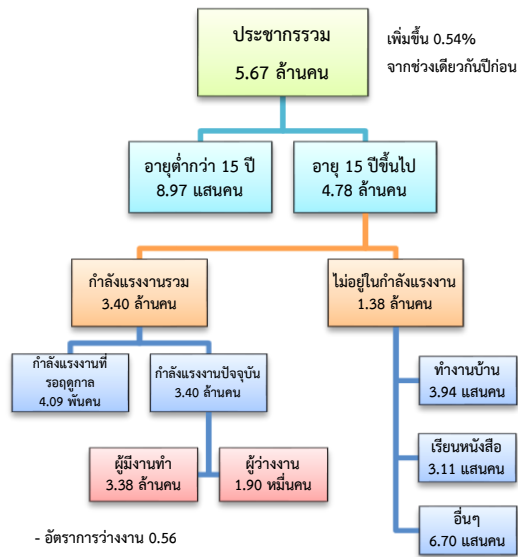 ประชากรรวม
5.67 ล้านคน
เพิ่มขึ้น 0.54%
จากช่วงเดียวกันปีก่อน
อายุต่ำกว่า 15 ปี
8.97 แสนคน
อายุ 15 ปีขึ้นไป
4.78 ล้านคน
กำลังแรงงานรวม
3.40 ล้านคน
ไม่อยู่ในกำลังแรงงาน
1.38 ล้านคน
กำลังแรงงานที่
รอฤดูกาล
4.09 พันคน
กำลังแรงงานปัจจุบัน
3.40 ล้านคน
ทำงานบ้าน
3.94 แสนคน
ผู้มีงานทำ
3.38 ล้านคน
ผู้ว่างงาน
1.90 หมื่นคน
เรียนหนังสือ
3.11 แสนคน
อื่นๆ
6.70 แสนคน
- อัตราการว่างงาน 0.56